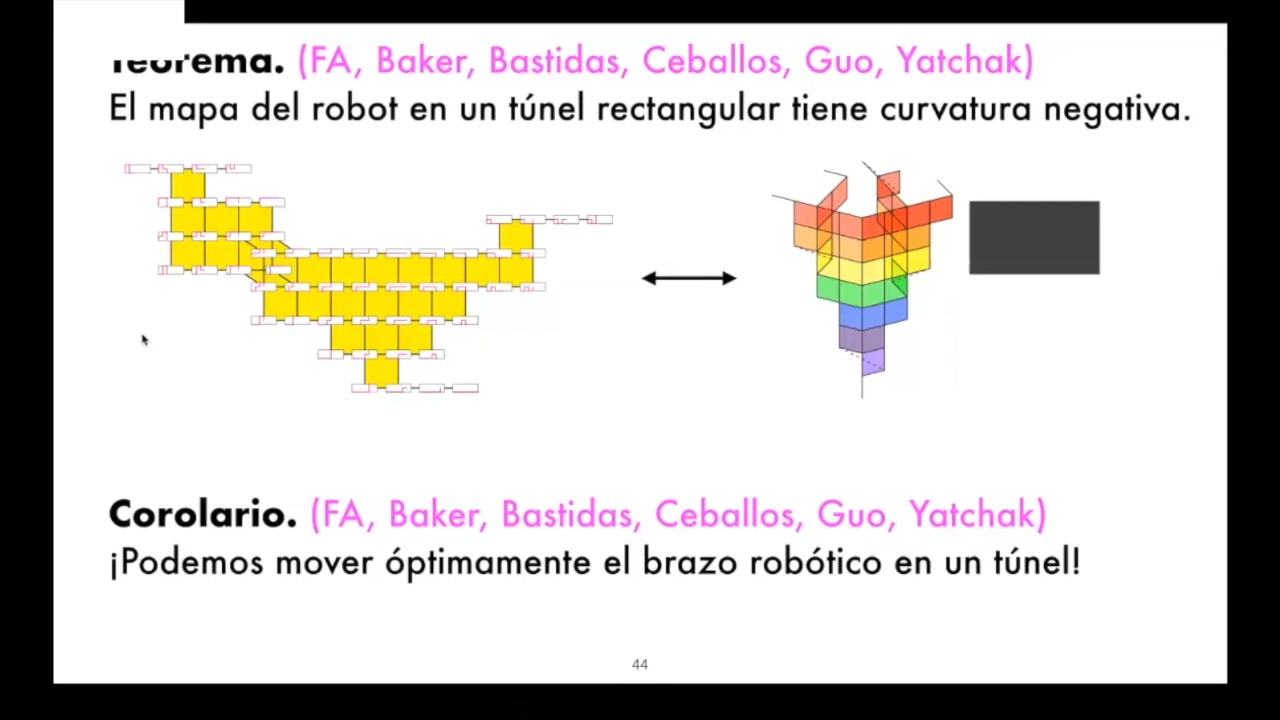 Teorema. (FA, Baker, Bastidas, Ceballos, Guo, Yatchak)
El mapa del robot en un túnel rectangular tiene curvatura negativa.
Corolario. (FA, Baker, Bastidas, Ceballos, Guo, Yatchak)
¡Podemos mover óptimamente el brazo robótico en un túnel!
44